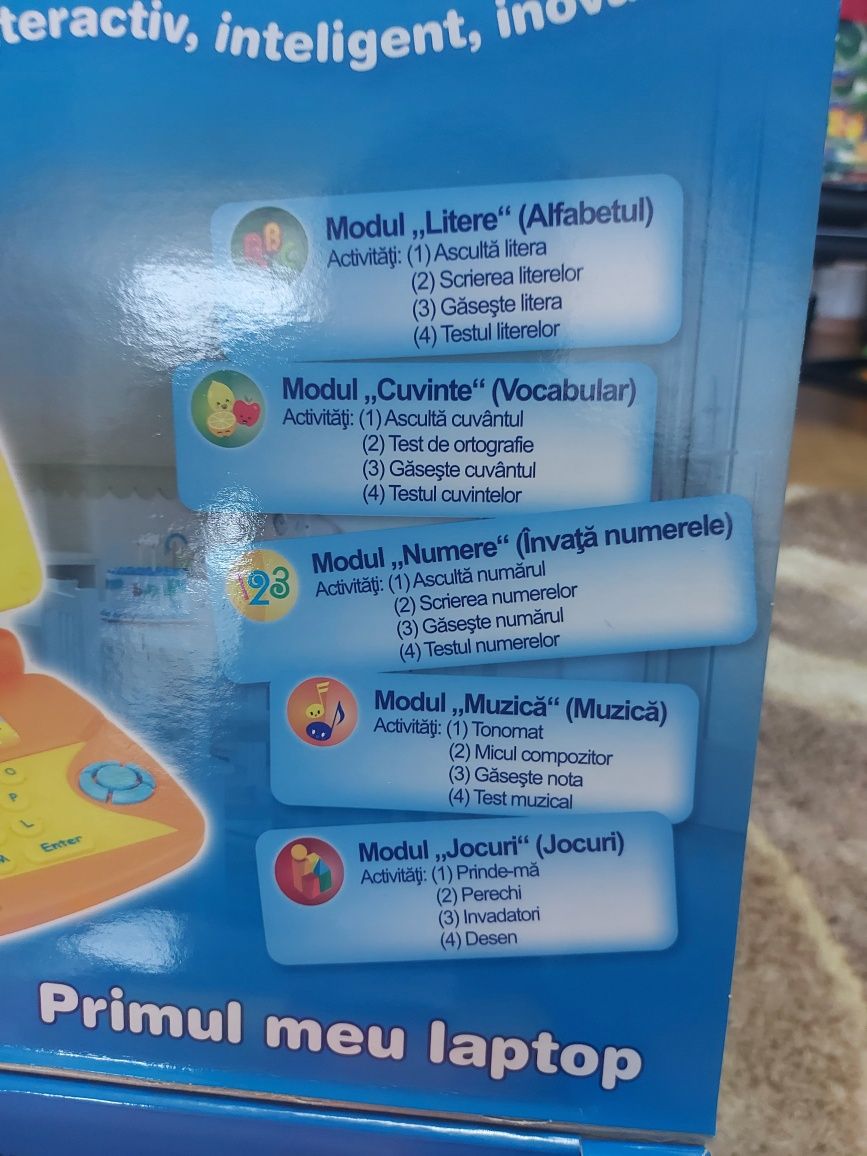 inteligent,
Modul „Litere“ (Alfabetul)
Activităţi: (1) Ascultă litera
(2) Scrierea literelor
(3) Găseşte litera
(4) Testul literelor
Modul „Cuvinte“ (Vocabular)
Activităţi: (1) Ascultă cuvântul
(2) Test de ortografie
(3) Găseşte cuvântul
(4) Testul cuvintelor
123
Modul „Numere“ (Învaţă numerele)
Activităţi: (1) Ascultă numărul
(2) Scrierea numerelor
(3) Găseşte numărul
(4) Testul numerelor
Modul „Muzică“ (Muzică)
Activităţi: (1) Tonomat
(2) Micul compozitor
(3) Găseşte nota
(4) Test muzical
O
P
L
M Enter
Modul „Jocuri“ (Jocuri)
Activităţi: (1) Prinde-mă
(2) Perechi
(3) Invadatori
(4) Desen
Primul meu laptop